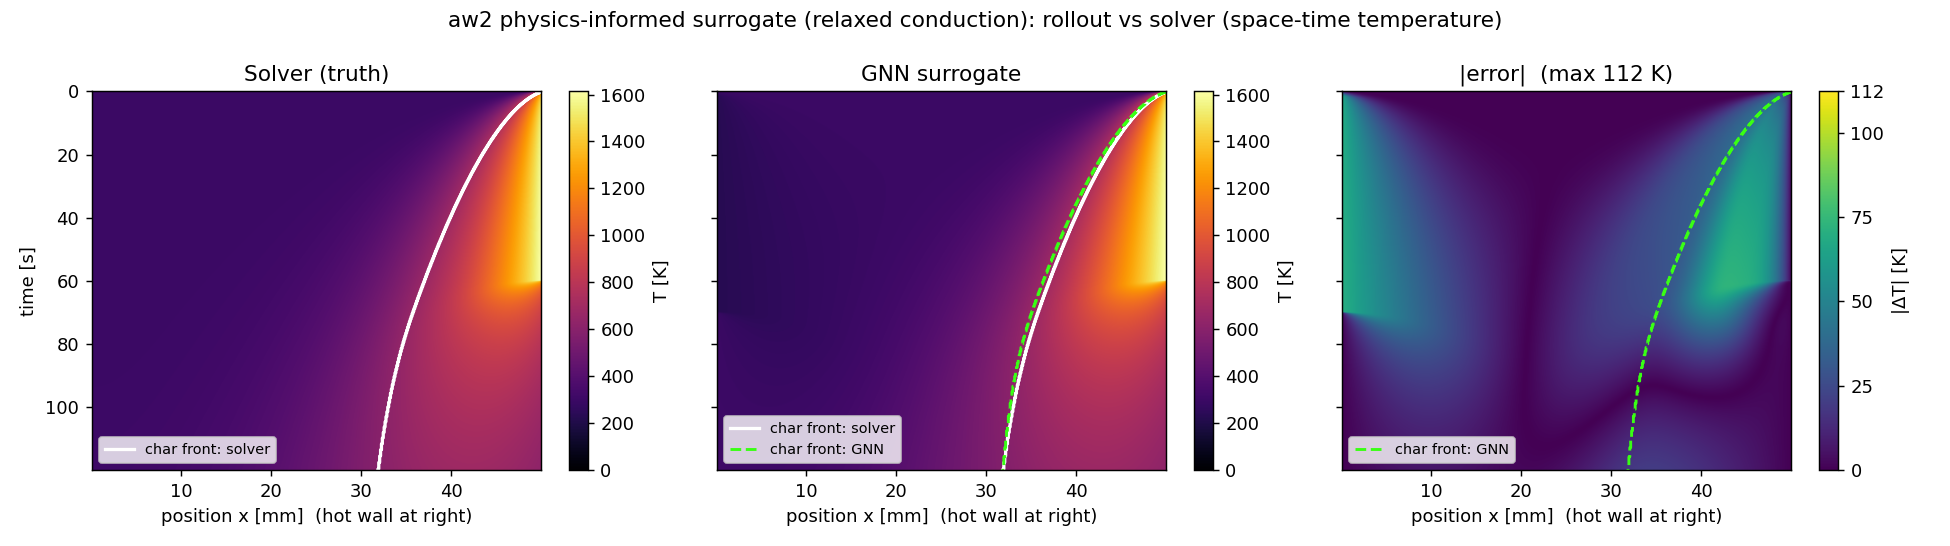 aw2 physics-informed surrogate (relaxed conduction): rollout vs solver (space-time temperature)
Solver (truth)
time [s]
0
20
40
60
80
100
char front: solver
10
20
30
40
position x [mm]  (hot wall at right)
1600
1400
1200
1000
800
600
400
200
0
T [K]
GNN surrogate
char front: solver
char front: GNN
10
20
30
40
position x [mm]  (hot wall at right)
1600
1400
1200
1000
800
600
400
200
0
T [K]
|error|  (max 112 K)
char front: GNN
10
20
30
40
position x [mm]  (hot wall at right)
112
100
75
50
25
0
|ΔT| [K]